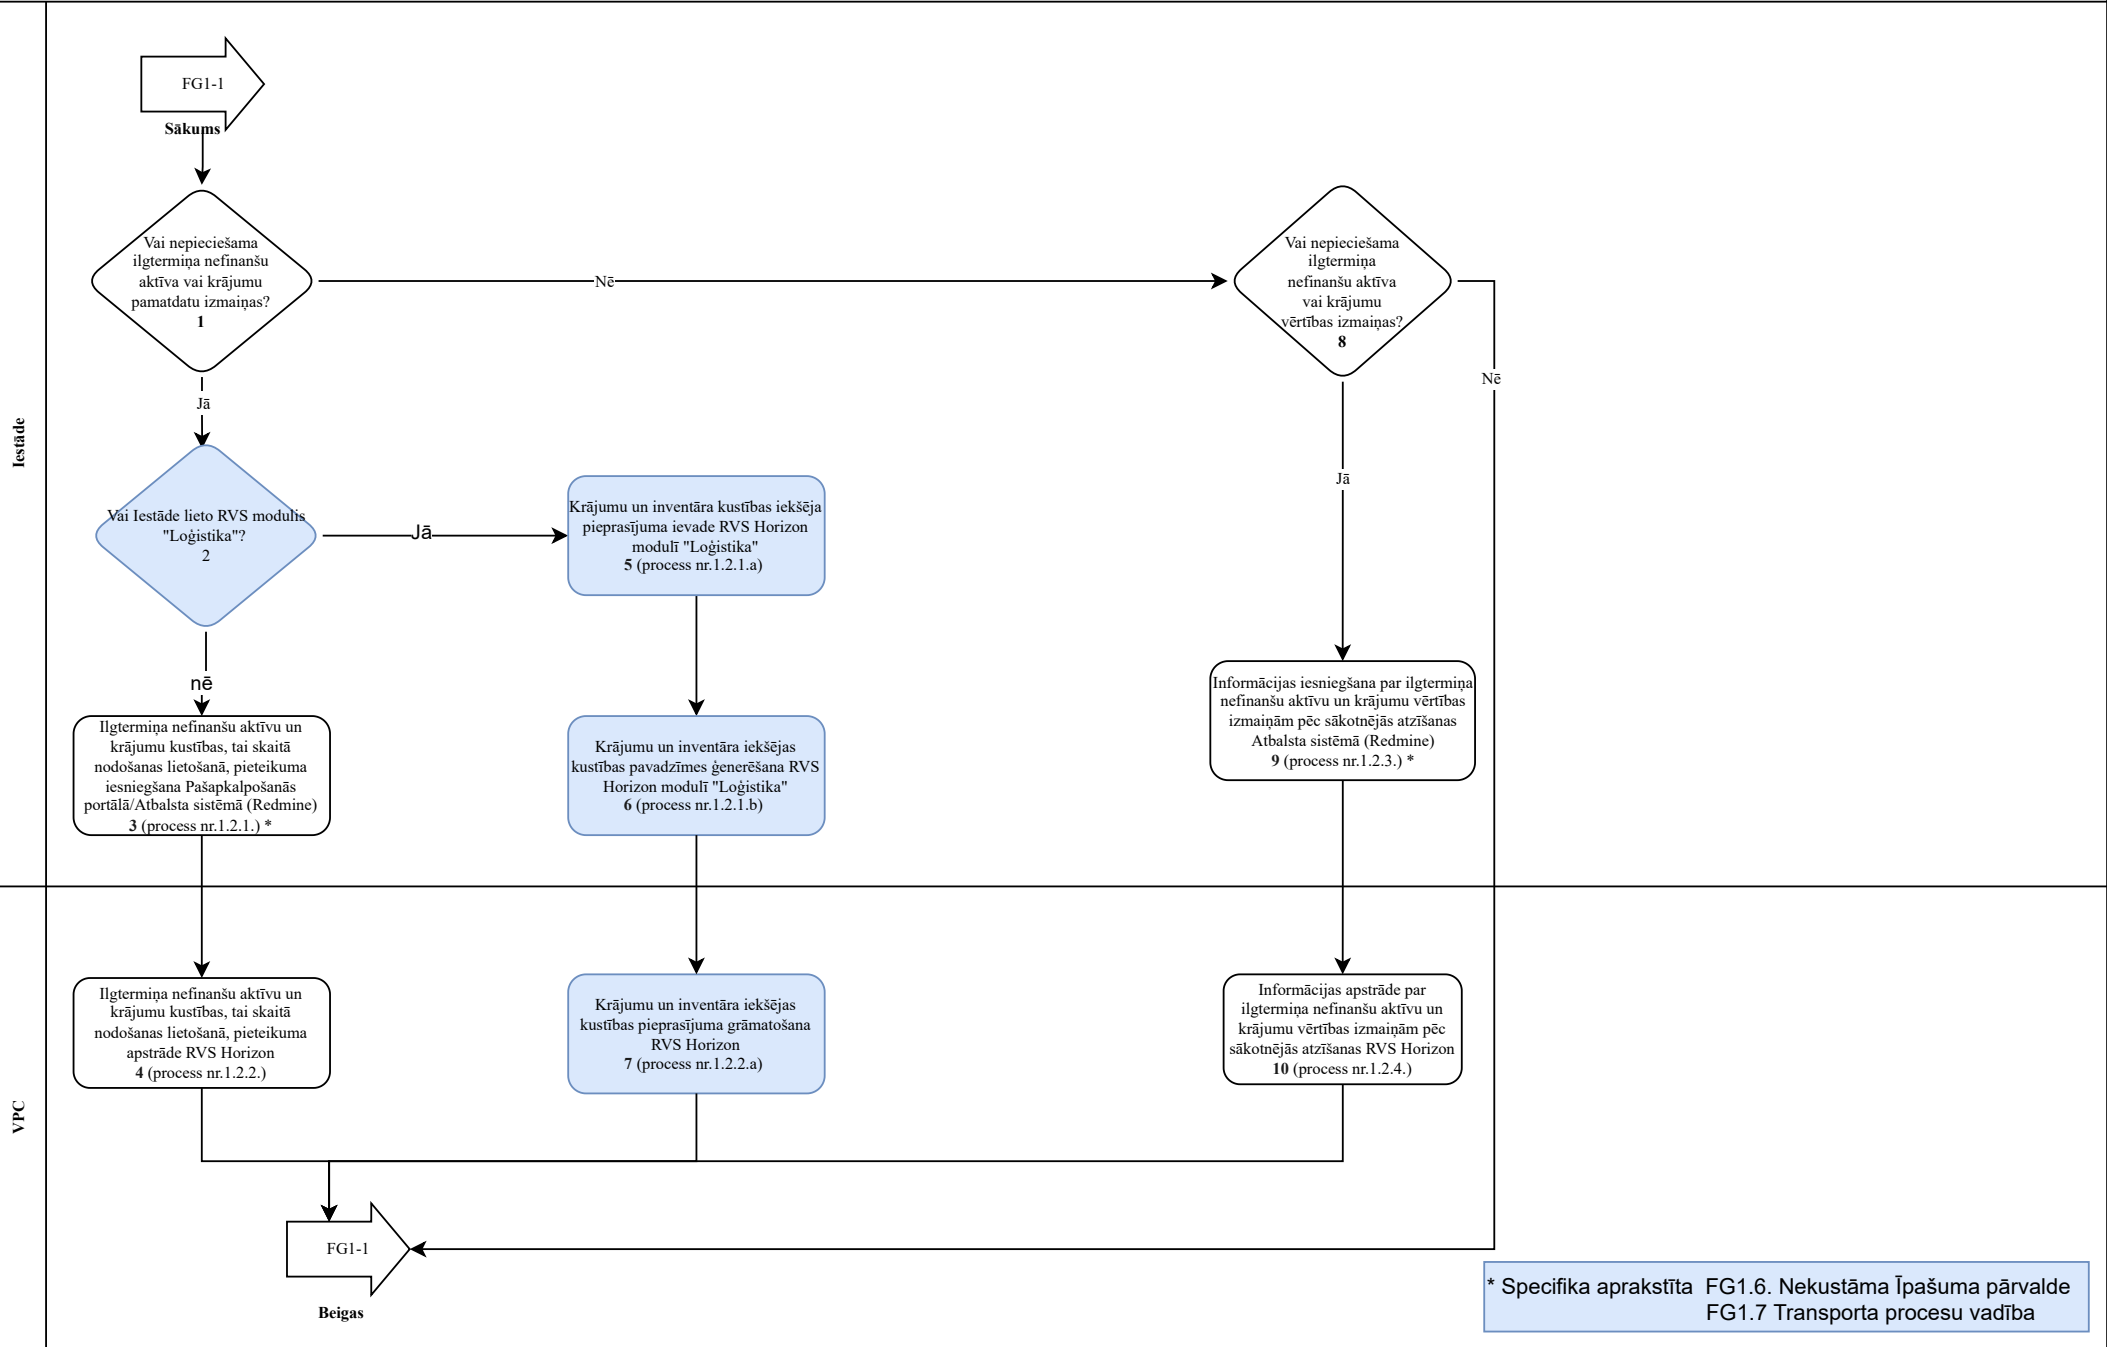 FG1-1
Sākums
Vai nepieciešama
ilgtermiņa nefinanšu
aktīva vai krājumu
pamatdatu izmaiņas?
1
Nē
Vai nepieciešama
ilgtermiņa
nefinanšu aktīva
vai krājumu
vērtības izmaiņas?
8
Nē
Jā
Iestāde
Vai Iestāde lieto RVS modulis
"Loģistika"?
2
Jā
Krājumu un inventāra kustības iekšēja
pieprasījuma ievade RVS Horizon
modulī "Loģistika"
5 (process nr.1.2.1.a)
Jā
nē
Ilgtermiņa nefinanšu aktīvu un
krājumu kustības, tai skaitā
nodošanas lietošanā, pieteikuma
iesniegšana Pašapkalpošanās
portālā/Atbalsta sistēmā (Redmine)
3 (process nr.1.2.1.) *
Krājumu un inventāra iekšējas
kustības pavadzīmes ģenerēšana RVS
Horizon modulī "Loģistika"
6 (process nr.1.2.1.b)
Informācijas iesniegšana par ilgtermiņa
nefinanšu aktīvu un krājumu vērtības
izmaiņām pēc sākotnējās atzīšanas
Atbalsta sistēmā (Redmine)
9 (process nr.1.2.3.) *
VPC
Ilgtermiņa nefinanšu aktīvu un
krājumu kustības, tai skaitā
nodošanas lietošanā, pieteikuma
apstrāde RVS Horizon
4 (process nr.1.2.2.)
Krājumu un inventāra iekšējas
kustības pieprasījuma grāmatošana
RVS Horizon
7 (process nr.1.2.2.a)
Informācijas apstrāde par
ilgtermiņa nefinanšu aktīvu un
krājumu vērtības izmaiņām pēc
sākotnējās atzīšanas RVS Horizon
10 (process nr.1.2.4.)
FG1-1
Beigas
* Specifika aprakstīta FG1.6. Nekustāma Īpašuma pārvalde
FG1.7 Transporta procesu vadība